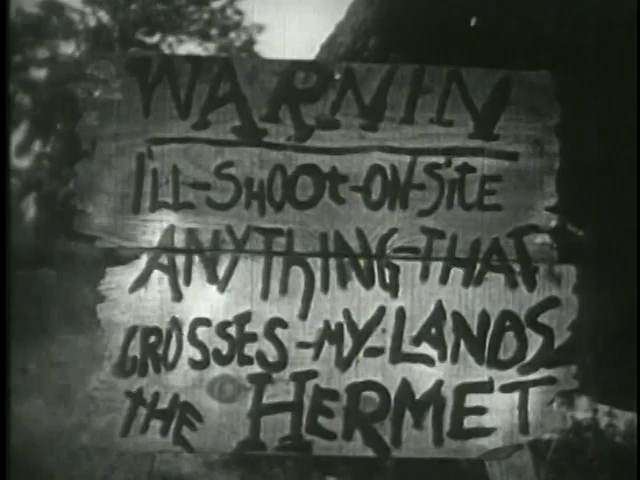 WARNIN
I'LL-SHOOt-ON-SitE
ANYThING-THAT
CROSSES-MY-LANDS
THE HERMET